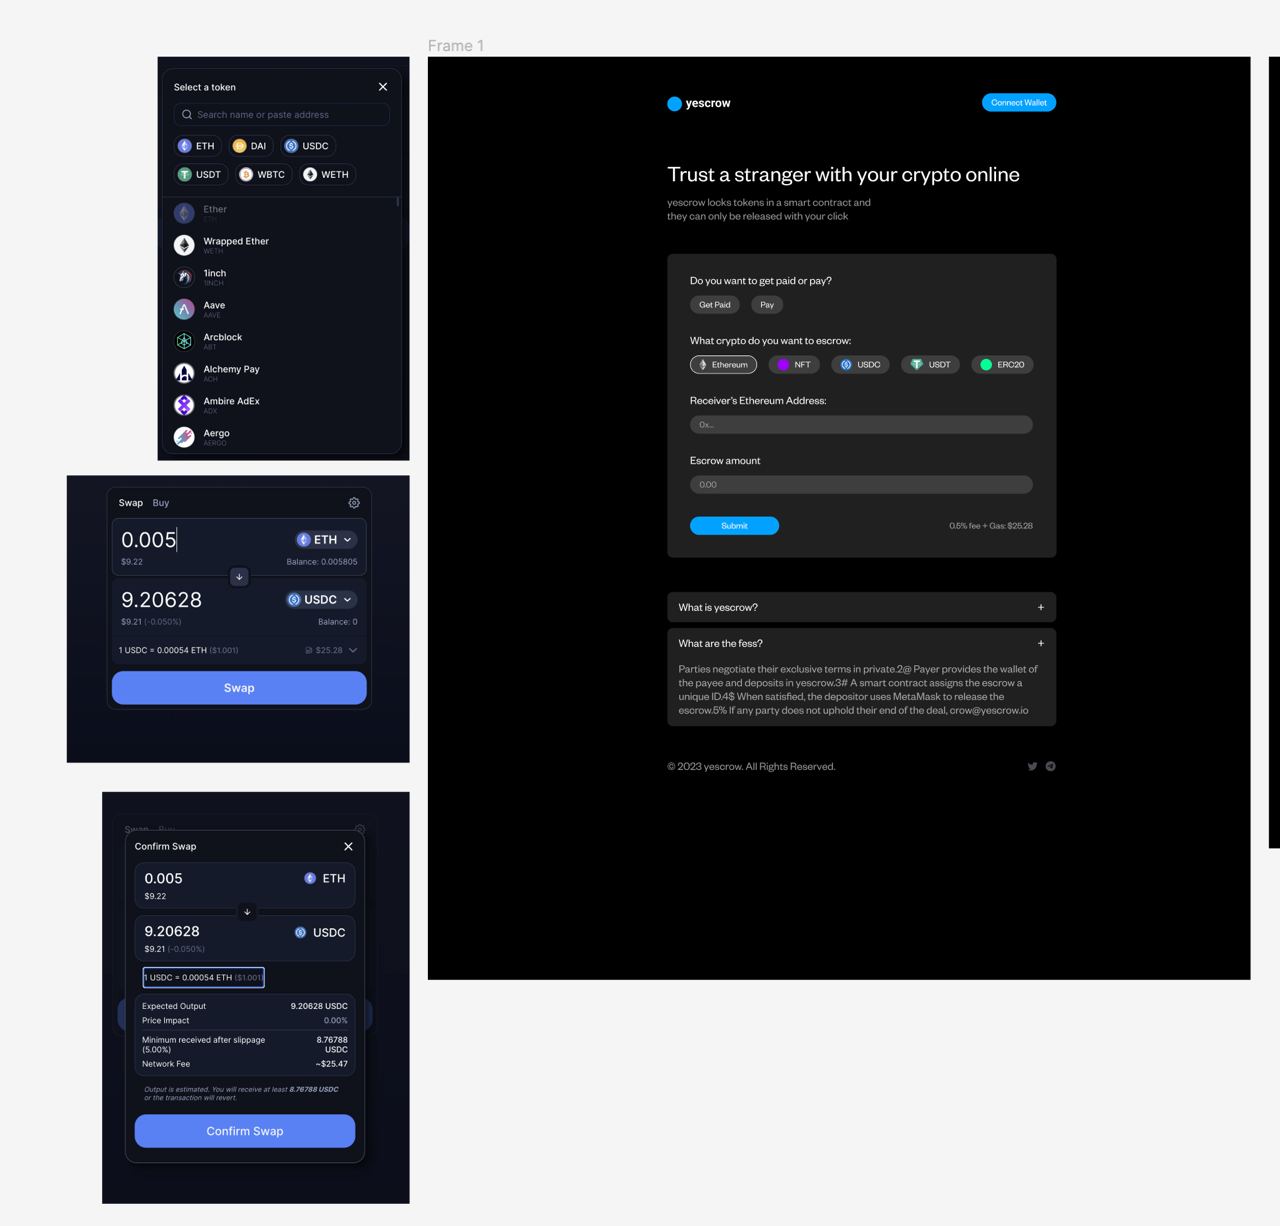 Frame 1
Select a token
Search name or paste address
ETH
DAI
USDC
USDT
WBTC
WETH
Ether
ETH
Wrapped Ether
WETH
1inch
1INCH
Aave
AAVE
Arcblock
ABT
Alchemy Pay
ACH
Ambire AdEx
ADX
Aergo
AERGO
Swap Buy
0.005 ETH
$9.22 Balance: 0.005805
9.20628 USDC
$9.21 (-0.050%) Balance: 0
1 USDC = 0.00054 ETH ($1.001) $25.28
Swap
Swap Buy
Confirm Swap
0.005 ETH
$9.22
9.20628 USDC
$9.21 (-0.050%)
1 USDC = 0.00054 ETH ($1.001)
Expected Output 9.20628 USDC
Price Impact 0.00%
Minimum received after slippage 8.76788
(5.00%) USDC
Network Fee ~$25.47
Output is estimated. You will receive at least 8.76788 USDC
or the transaction will revert.
Confirm Swap
yescrow Connect Wallet
Trust a stranger with your crypto online
yescrow locks tokens in a smart contract and
they can only be released with your click
Do you want to get paid or pay?
Get Paid Pay
What crypto do you want to escrow:
Ethereum NFT USDC USDT ERC20
Receiver's Ethereum Address:
0x...
Escrow amount
0.00
Submit 0.5% fee + Gas: $25.28
What is yescrow? +
What are the fess? +
Parties negotiate their exclusive terms in private.2@ Payer provides the wallet of
the payee and deposits in yescrow.3# A smart contract assigns the escrow a
unique ID.4$ When satisfied, the depositor uses MetaMask to release the
escrow.5% If any party does not uphold their end of the deal, crow@yescrow.io
© 2023 yescrow. All Rights Reserved.